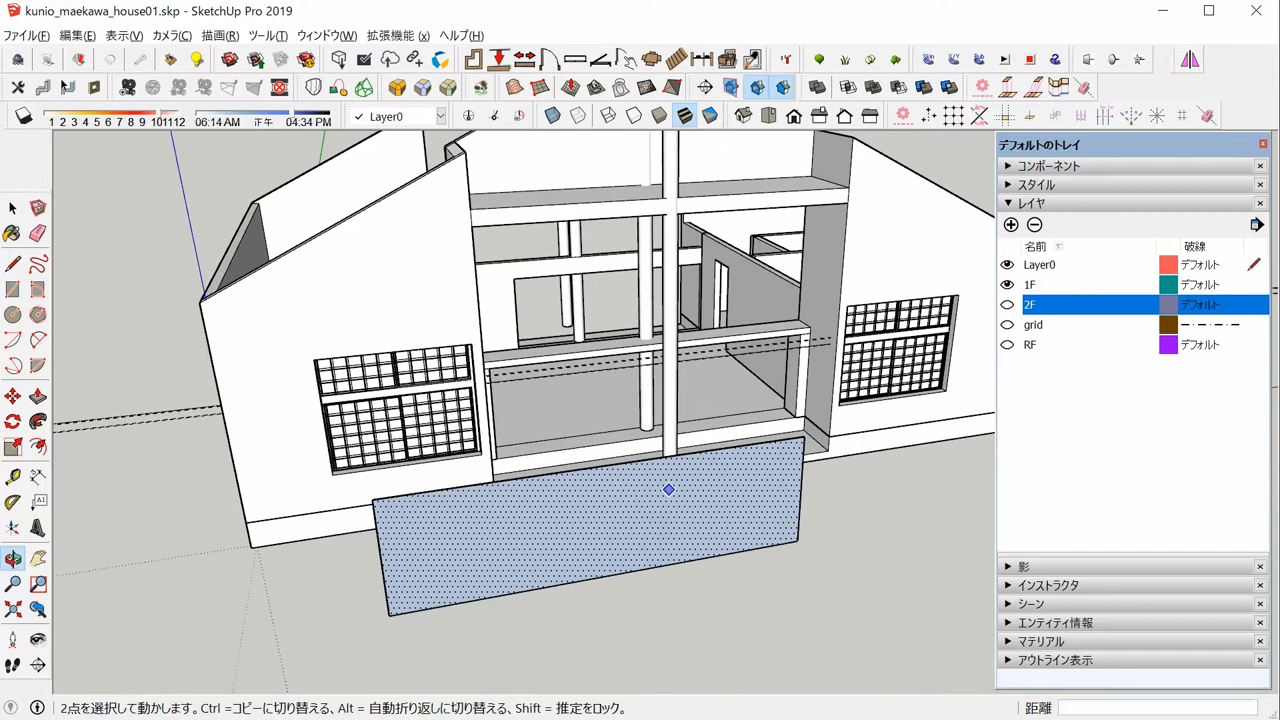 kunio_maekawa_house01.skp - SketchUp Pro 2019
ファイル(F) 編集(E) 表示(V) カメラ(C) 描画(R) ツール(T) ウィンドウ(W) 拡張機能 (x) ヘルプ(H)
1 2 3 4 5 6 7 8 9 101112 06:14 AM 正午 04:34 PM
Layer0
デフォルトのトレイ
コンポーネント
スタイル
レイヤ
名前 破線
Layer0 デフォルト
1F デフォルト
2F デフォルト
grid
RF デフォルト
A1
影
インストラクタ
シーン
エンティティ情報
マテリアル
アウトライン表示
2点を選択して動かします。Ctrl =コピーに切り替える、Alt = 自動折り返しに切り替える、Shift = 推定をロック。
距離